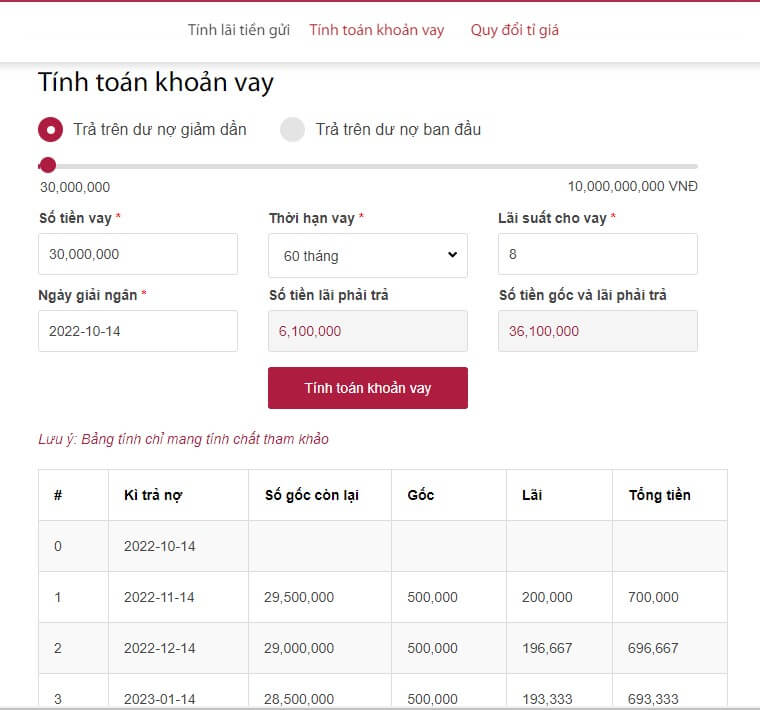 Tính lãi tiền gửi Tính toán khoản vay Quy đổi tỉ giá
Tính toán khoản vay
Trả trên dư nợ giảm dần Trả trên dư nợ ban đầu
30,000,000 10,000,000,000 VNĐ
Số tiền vay * Thời hạn vay * Lãi suất cho vay *
30,000,000 60 tháng 8
Ngày giải ngân * Số tiền lãi phải trả Số tiền gốc và lãi phải trả
2022-10-14 6,100,000 36,100,000
Tính toán khoản vay
Lưu ý: Bảng tính chỉ mang tính chất tham khảo
# Kì trả nợ Số gốc còn lại Gốc Lãi Tổng tiền
0 2022-10-14
1 2022-11-14 29,500,000 500,000 200,000 700,000
2 2022-12-14 29,000,000 500,000 196,667 696,667
3 2023-01-14 28,500,000 500,000 193,333 693,333